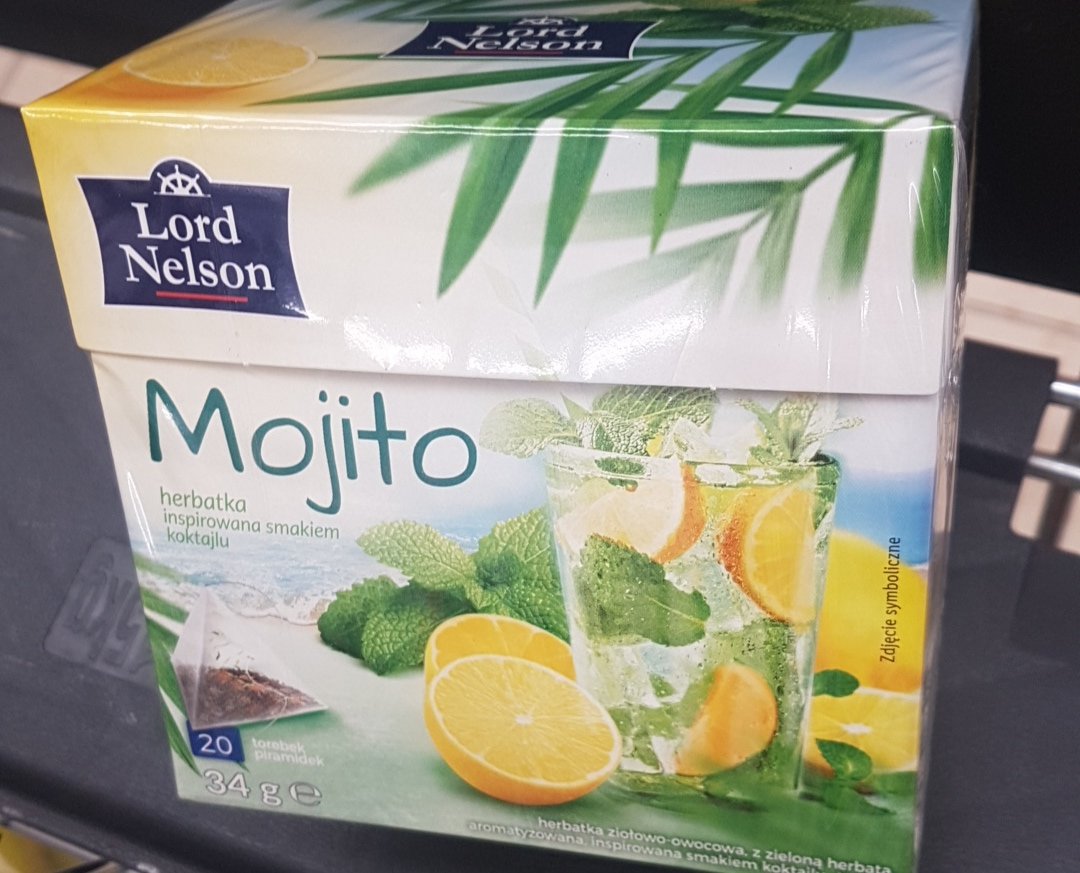 Lord
Nelson
Lord
Nelson
Mojito
herbatka
inspirowana smakiem
koktajlu
Zdjęcie symboliczne
20 torebek
piramidek
34 g e
herbatka ziołowo-owocowa, z zieloną herbatą
aromatyzowana, inspirowana smakiem